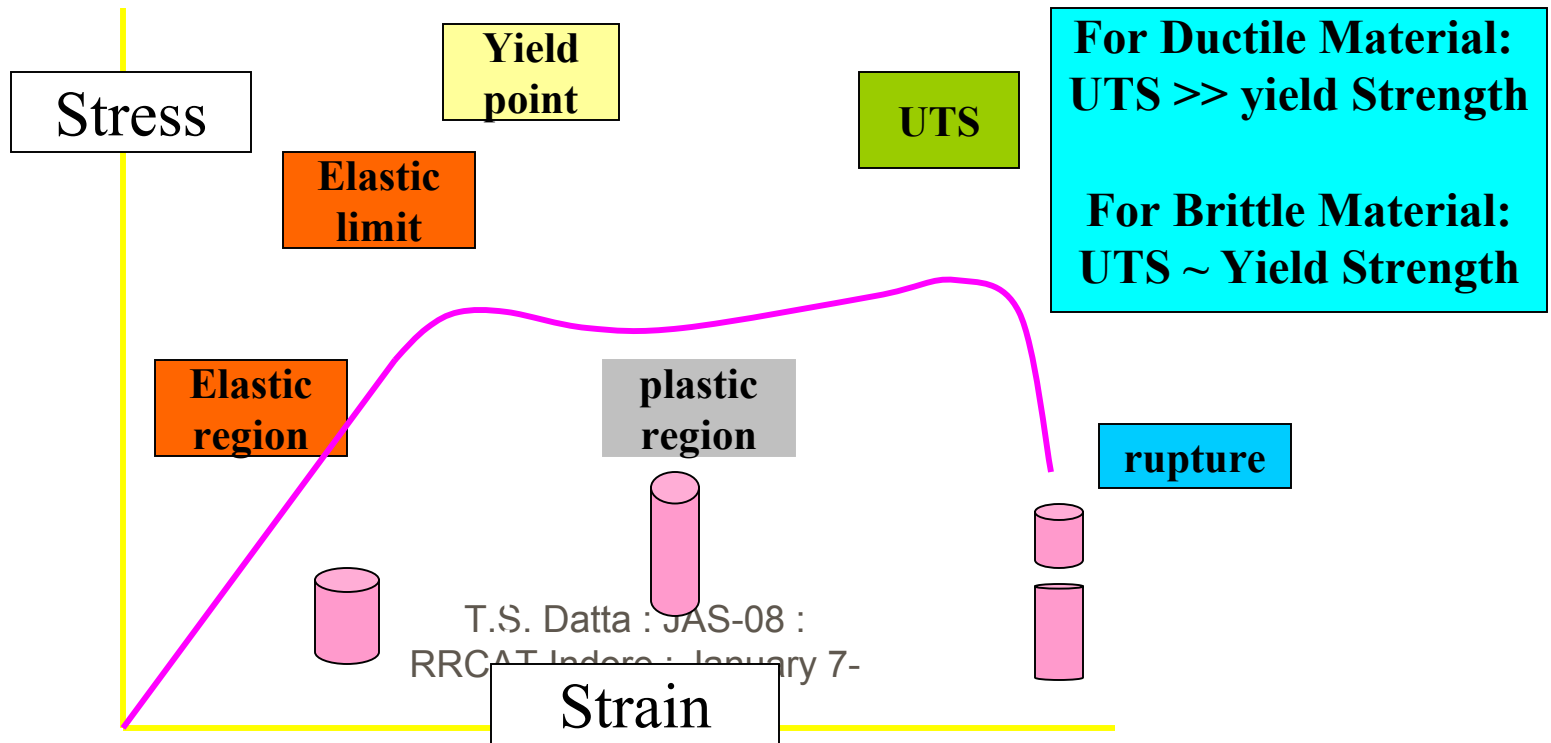 Stress
Yield
point
Elastic
limit
UTS
For Ductile Material:
UTS >> yield Strength
For Brittle Material:
UTS ~ Yield Strength
Elastic
region
plastic
region
rupture
T.S. Datta : JAS-08 :
RRCAT Indore : January 7-
Strain